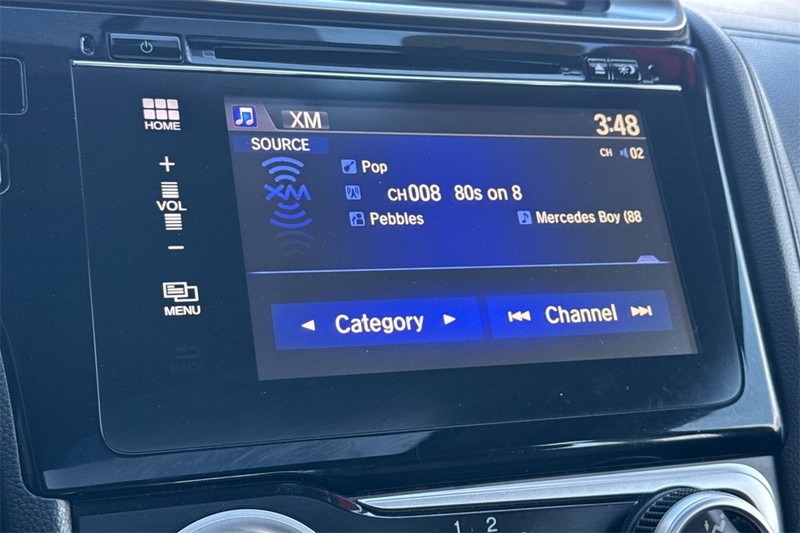 HOME
+
VOL
−
MENU
BACK
XM 3:48
SOURCE CH 02
XM
Pop
CH008 80s on 8
Pebbles Mercedes Boy (88
◄ Category ►
⏮ Channel ⏭
1 2